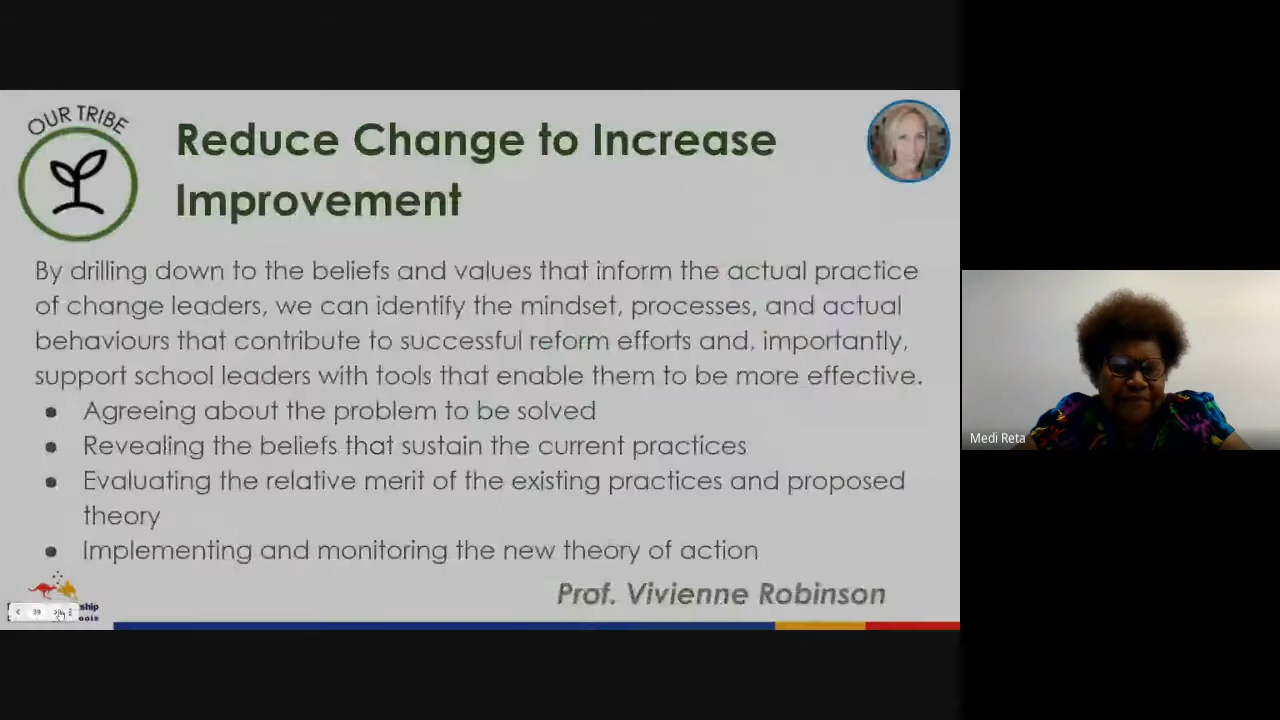 OUR TRIBE
Reduce Change to Increase
Improvement
By drilling down to the beliefs and values that inform the actual practice
of change leaders, we can identify the mindset, processes, and actual
behaviours that contribute to successful reform efforts and, importantly,
support school leaders with tools that enable them to be more effective.
• Agreeing about the problem to be solved
• Revealing the beliefs that sustain the current practices
• Evaluating the relative merit of the existing practices and proposed
theory
• Implementing and monitoring the new theory of action
Prof. Vivienne Robinson
Medi Reta